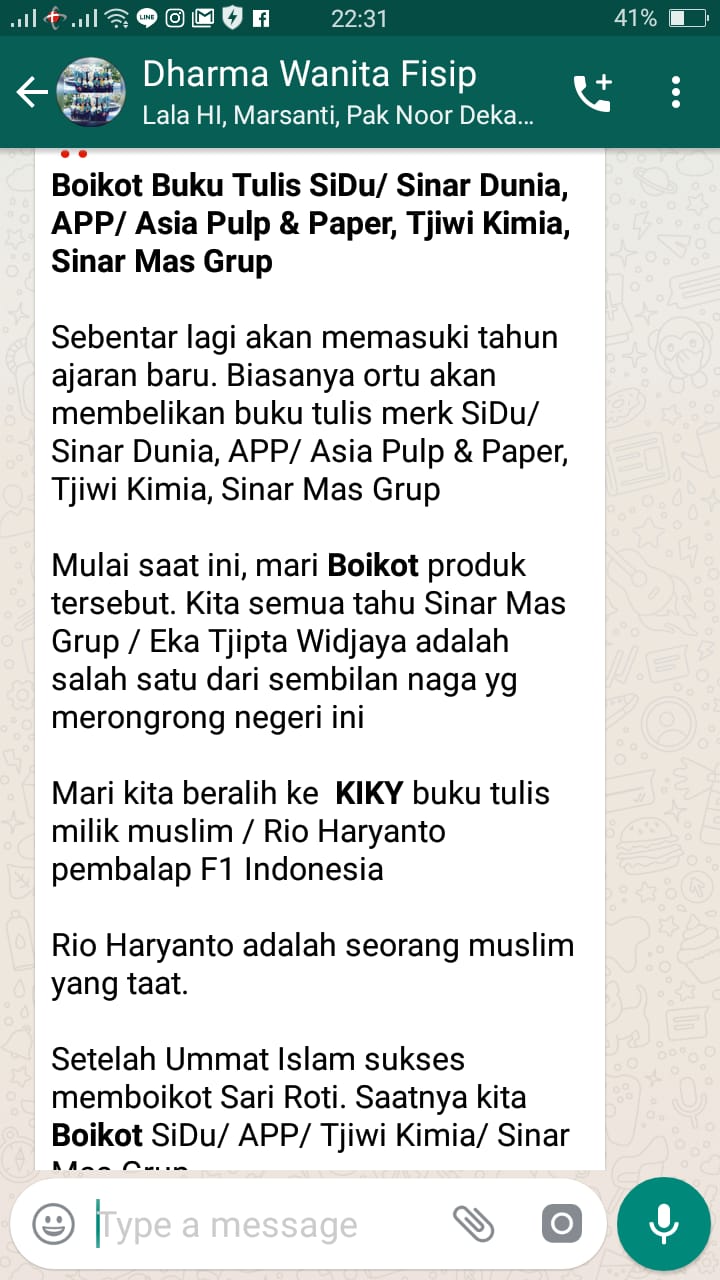 22:31
41%
Dharma Wanita Fisip
Lala HI, Marsanti, Pak Noor Deka...
Boikot Buku Tulis SiDu/ Sinar Dunia,
APP/ Asia Pulp & Paper, Tjiwi Kimia,
Sinar Mas Grup
Sebentar lagi akan memasuki tahun
ajaran baru. Biasanya ortu akan
membelikan buku tulis merk SiDu/
Sinar Dunia, APP/ Asia Pulp & Paper,
Tjiwi Kimia, Sinar Mas Grup
Mulai saat ini, mari Boikot produk
tersebut. Kita semua tahu Sinar Mas
Grup / Eka Tjipta Widjaya adalah
salah satu dari sembilan naga yg
merongrong negeri ini
Mari kita beralih ke  KIKY buku tulis
milik muslim / Rio Haryanto
pembalap F1 Indonesia
Rio Haryanto adalah seorang muslim
yang taat.
Setelah Ummat Islam sukses
memboikot Sari Roti. Saatnya kita
Boikot SiDu/ APP/ Tjiwi Kimia/ Sinar
Mas Grup
Type a message